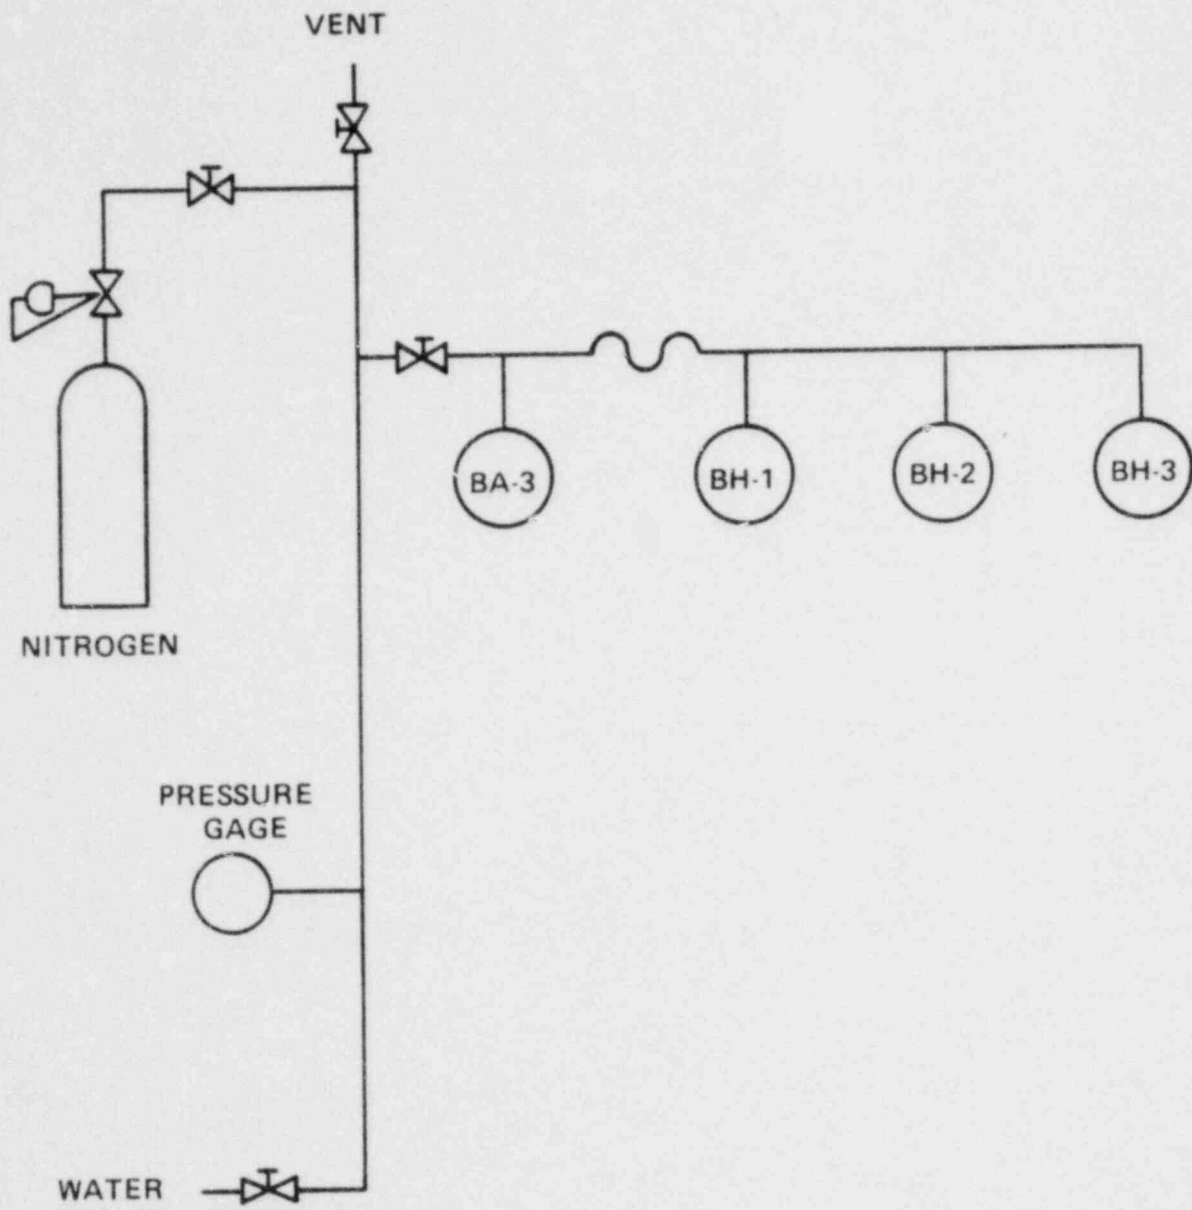 VENT
BA-3
BH-1
BH-2
BH-3
NITROGEN
PRESSURE
GAGE
WATER